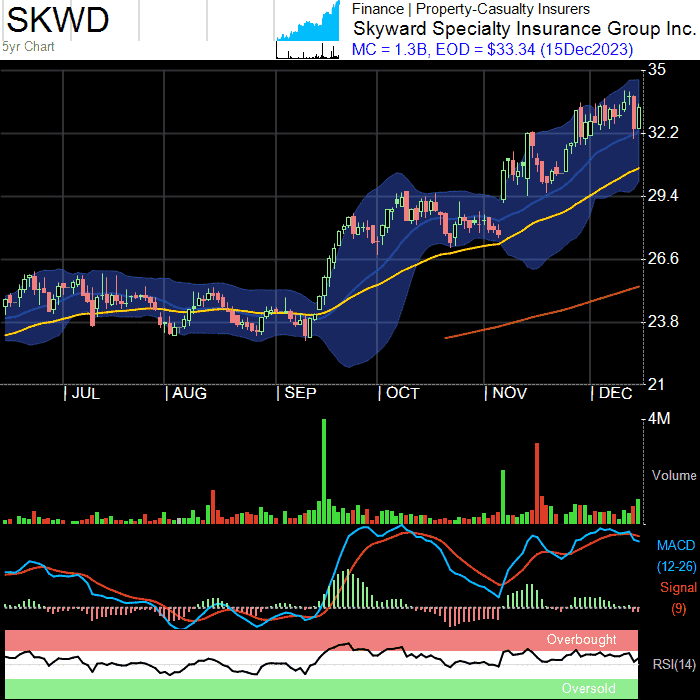 SKWD
5yr Chart
Finance | Property-Casualty Insurers
Skyward Specialty Insurance Group Inc.
MC = 1.3B, EOD = $33.34 (15Dec2023)
35
32.2
29.4
26.6
23.8
21
| JUL | AUG | SEP | OCT | NOV | DEC
4M
Volume
MACD
(12-26)
Signal
(9)
Overbought
RSI(14)
Oversold